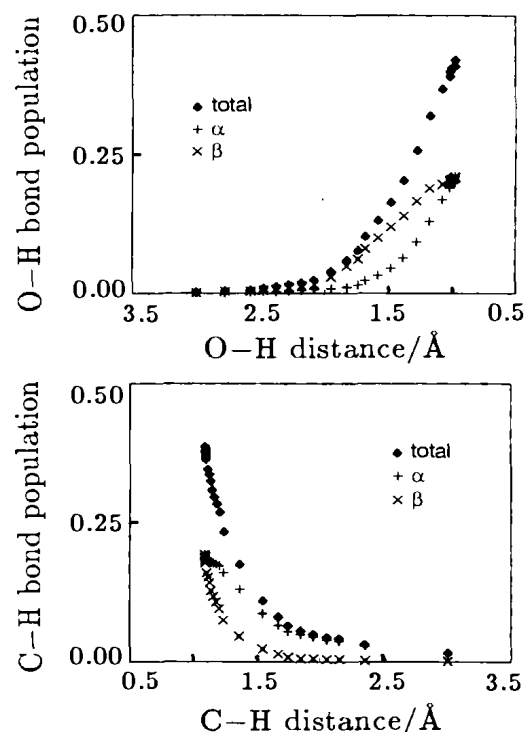 0.50
O–H bond population
◆ total
+ α
× β
0.25
0.00
3.5 2.5 1.5 0.5
O–H distance/Å
0.50
C–H bond population
◆ total
+ α
× β
0.25
0.00
0.5 1.5 2.5 3.5
C–H distance/Å